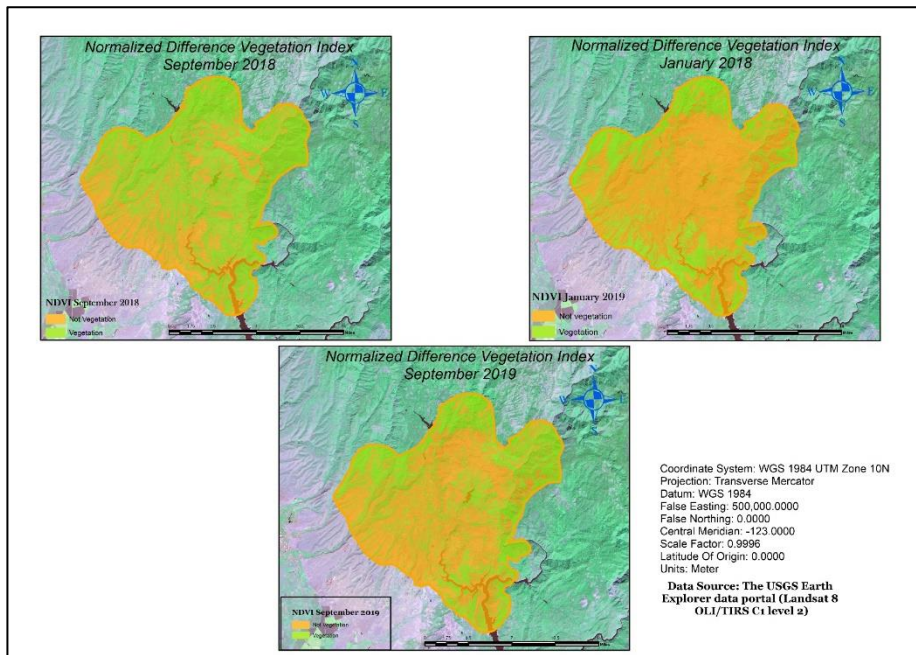 Normalized Difference Vegetation Index
September 2018
N
W E
S
NDVI September 2018
Not vegetation
Vegetation
Normalized Difference Vegetation Index
January 2018
N
W E
S
NDVI January 2019
Not vegetation
Vegetation
Normalized Difference Vegetation Index
September 2019
N
W E
S
NDVI September 2019
Not Vegetation
Vegetation
Coordinate System: WGS 1984 UTM Zone 10N
Projection: Transverse Mercator
Datum: WGS 1984
False Easting: 500,000.0000
False Northing: 0.0000
Central Meridian: -123.0000
Scale Factor: 0.9996
Latitude Of Origin: 0.0000
Units: Meter
Data Source: The USGS Earth
Explorer data portal (Landsat 8
OLI/TIRS C1 level 2)